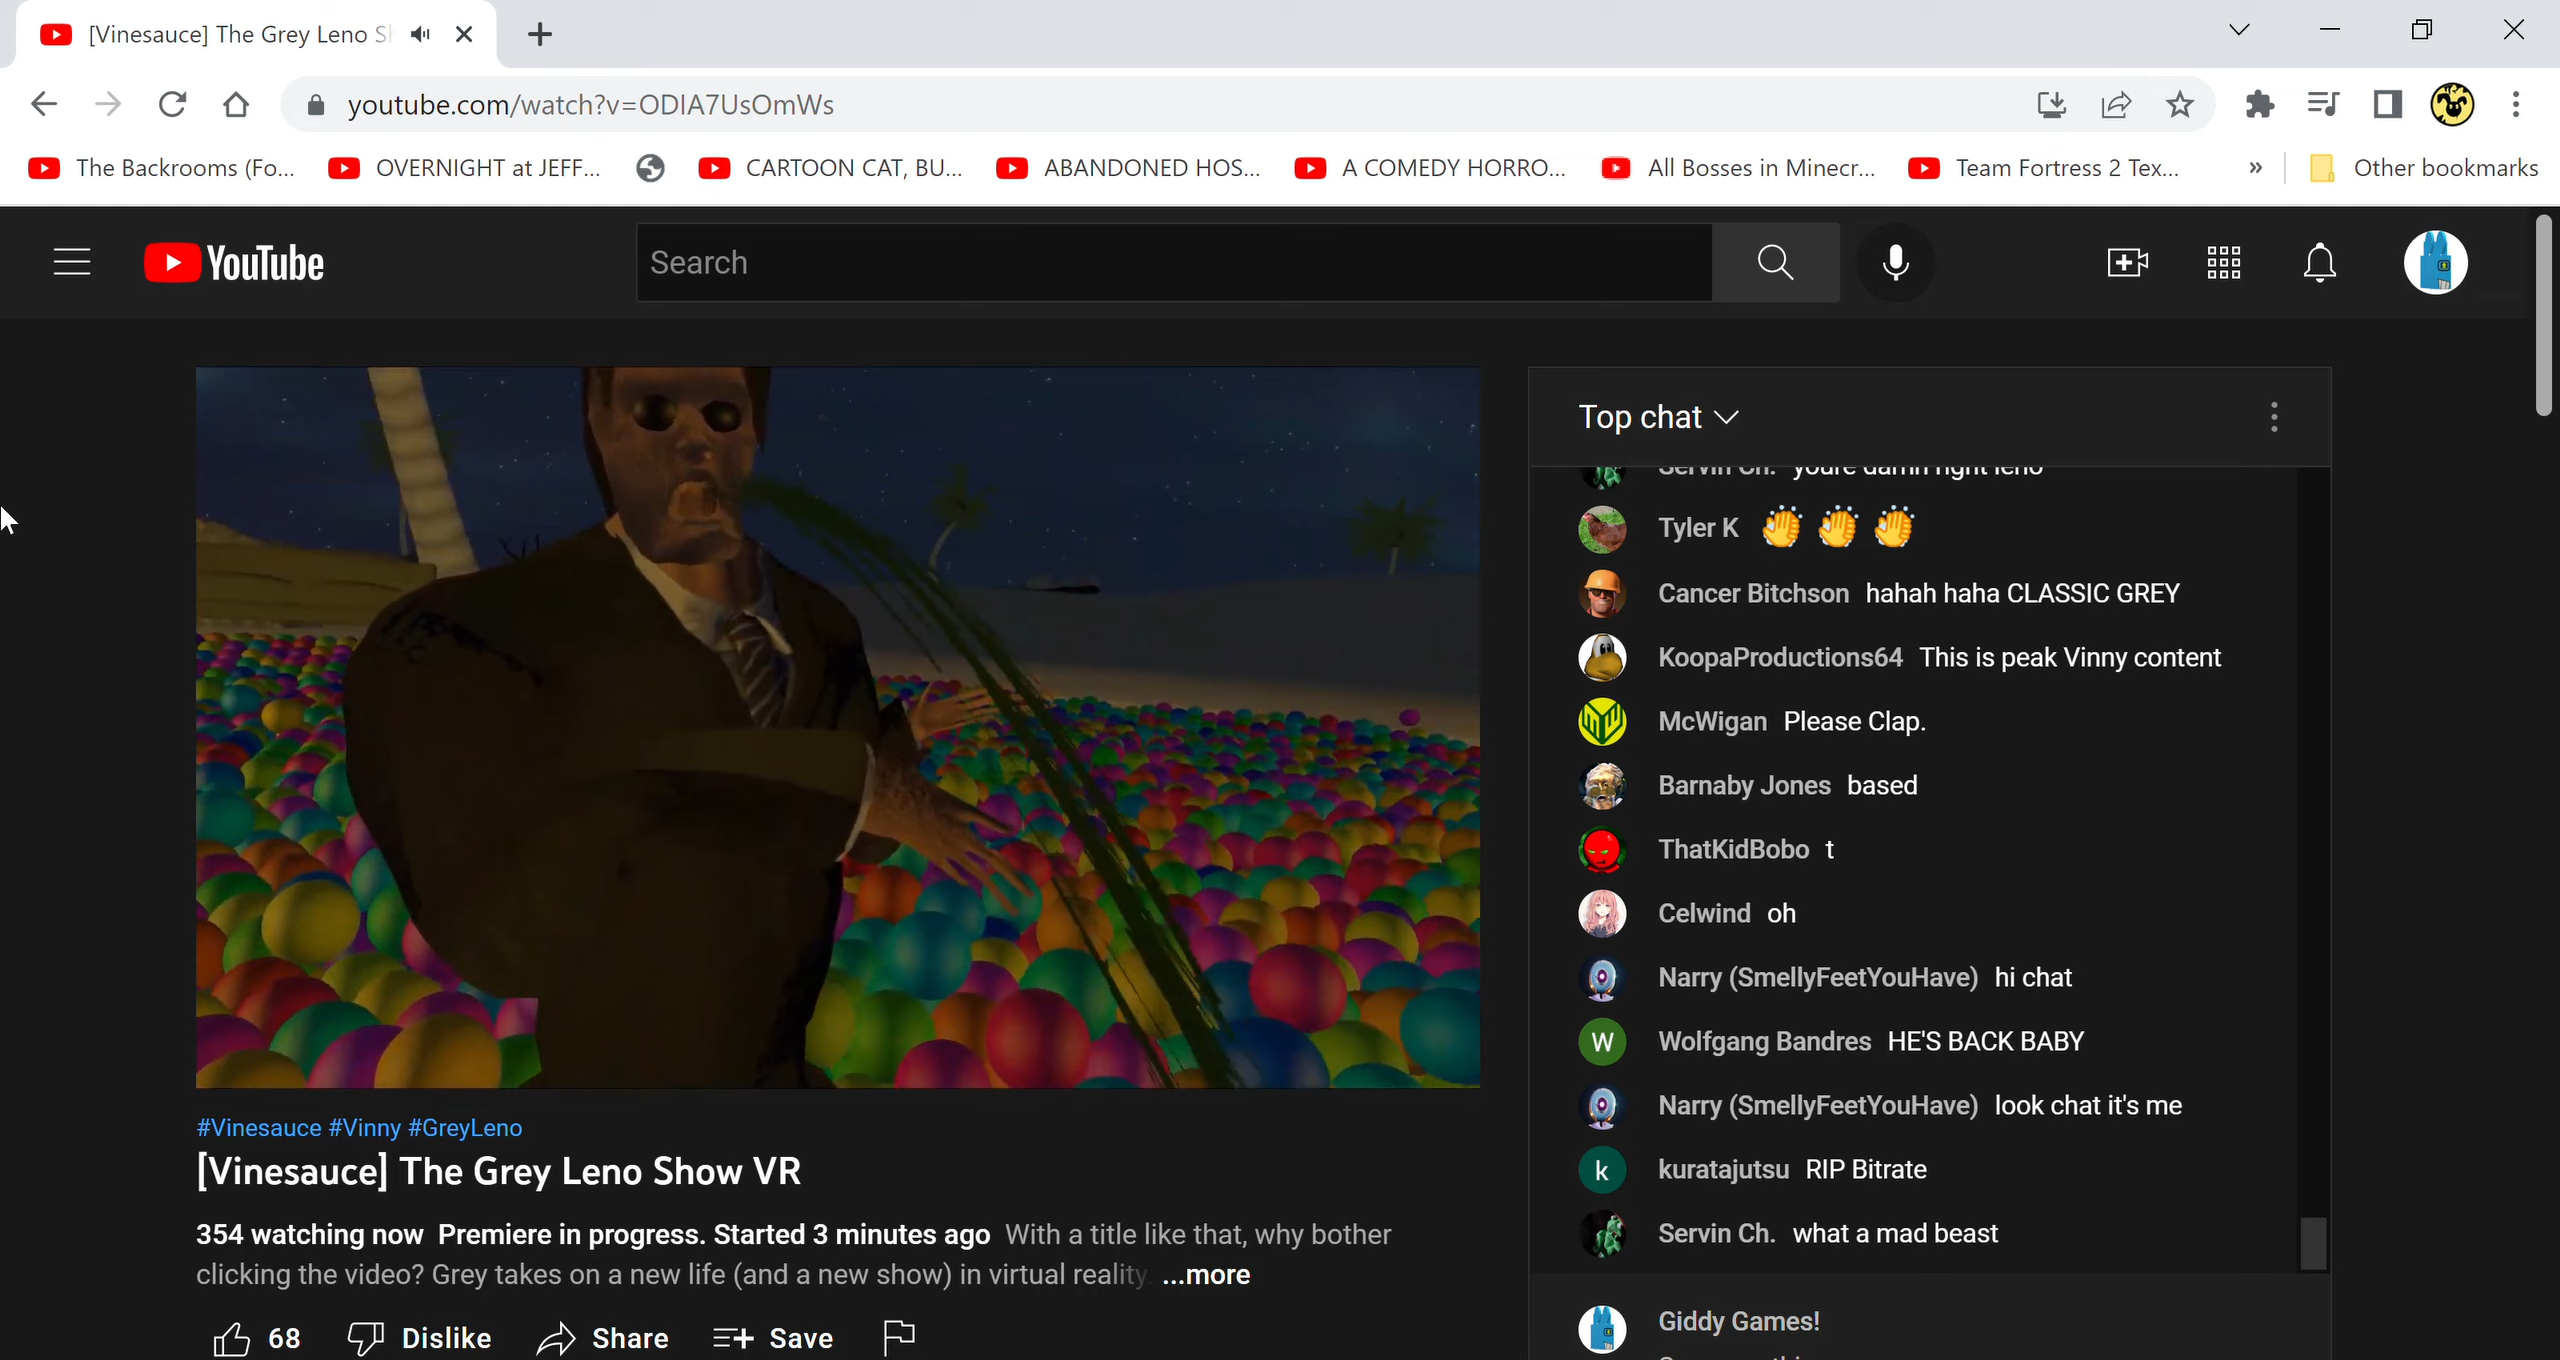 [Vinesauce] The Grey Leno S
youtube.com/watch?v=ODIA7UsOmWs
The Backrooms (Fo...
OVERNIGHT at JEFF...
CARTOON CAT, BU...
ABANDONED HOS...
A COMEDY HORRO...
All Bosses in Minecr...
Team Fortress 2 Tex...
»
Other bookmarks
YouTube
Search
#Vinesauce #Vinny #GreyLeno
[Vinesauce] The Grey Leno Show VR
354 watching now Premiere in progress. Started 3 minutes ago With a title like that, why bother
clicking the video? Grey takes on a new life (and a new show) in virtual reality ...more
68 Dislike Share Save
Top chat
Servin Ch. youre damn right leno
Tyler K 👋 👋 👋
Cancer Bitchson hahah haha CLASSIC GREY
KoopaProductions64 This is peak Vinny content
McWigan Please Clap.
Barnaby Jones based
ThatKidBobo t
Celwind oh
Narry (SmellyFeetYouHave) hi chat
W Wolfgang Bandres HE'S BACK BABY
Narry (SmellyFeetYouHave) look chat it's me
k kuratajutsu RIP Bitrate
Servin Ch. what a mad beast
Giddy Games!